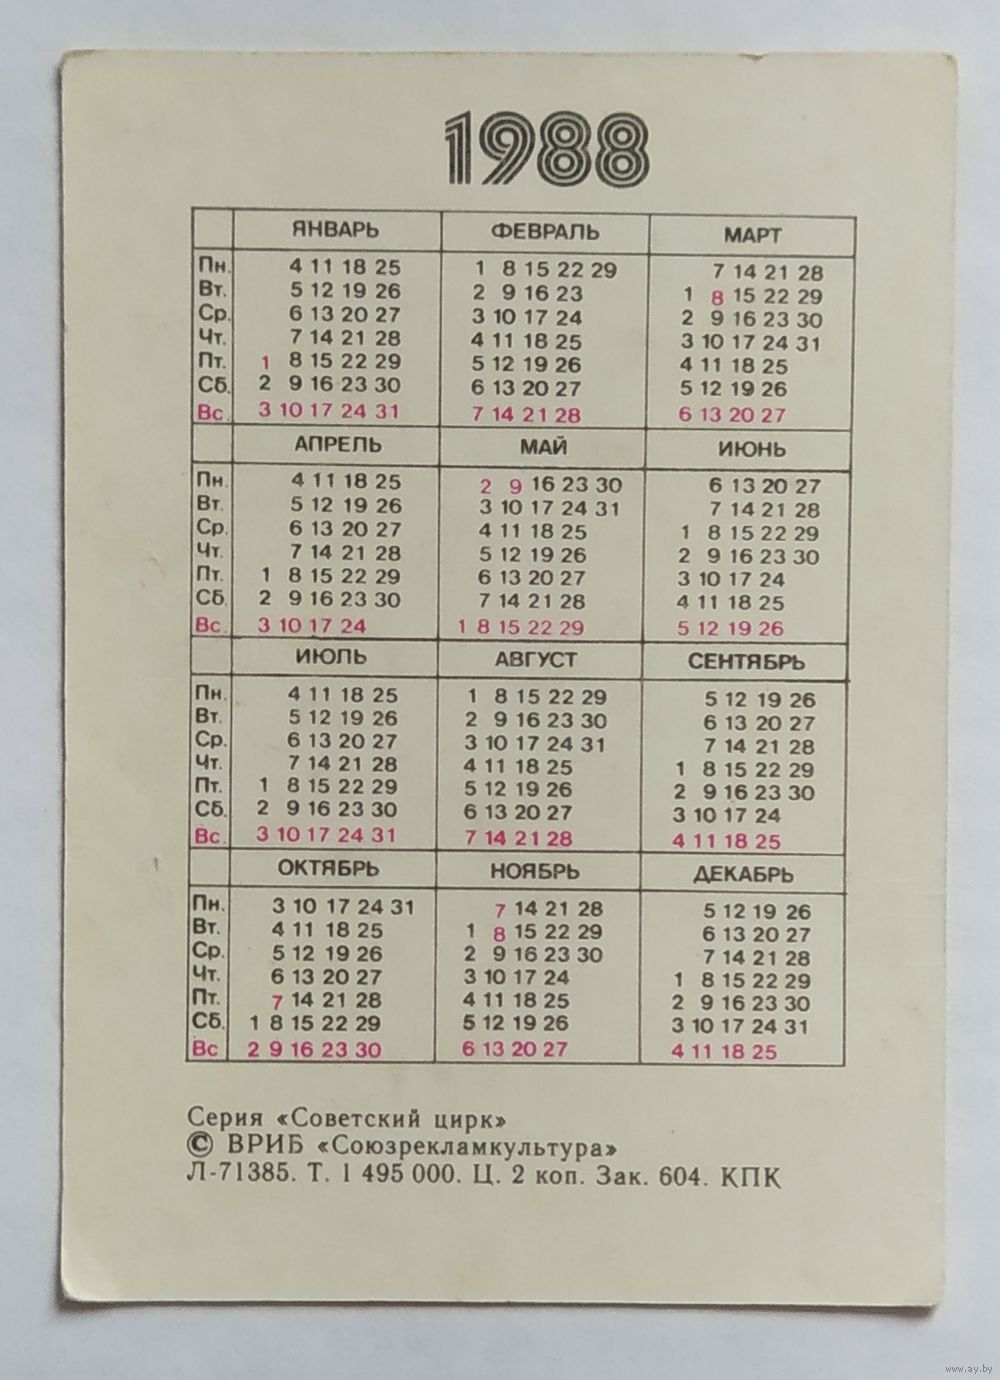 1988
ЯНВАРЬ ФЕВРАЛЬ МАРТ
Пн. 4 11 18 25 1 8 15 22 29 7 14 21 28
Вт. 5 12 19 26 2 9 16 23 1 8 15 22 29
Ср. 6 13 20 27 3 10 17 24 2 9 16 23 30
Чт. 7 14 21 28 4 11 18 25 3 10 17 24 31
Пт. 1 8 15 22 29 5 12 19 26 4 11 18 25
Сб. 2 9 16 23 30 6 13 20 27 5 12 19 26
Вс. 3 10 17 24 31 7 14 21 28 6 13 20 27
АПРЕЛЬ МАЙ ИЮНЬ
Пн. 4 11 18 25 2 9 16 23 30 6 13 20 27
Вт. 5 12 19 26 3 10 17 24 31 7 14 21 28
Ср. 6 13 20 27 4 11 18 25 1 8 15 22 29
Чт. 7 14 21 28 5 12 19 26 2 9 16 23 30
Пт. 1 8 15 22 29 6 13 20 27 3 10 17 24
Сб. 2 9 16 23 30 7 14 21 28 4 11 18 25
Вс. 3 10 17 24 1 8 15 22 29 5 12 19 26
ИЮЛЬ АВГУСТ СЕНТЯБРЬ
Пн. 4 11 18 25 1 8 15 22 29 5 12 19 26
Вт. 5 12 19 26 2 9 16 23 30 6 13 20 27
Ср. 6 13 20 27 3 10 17 24 31 7 14 21 28
Чт. 7 14 21 28 4 11 18 25 1 8 15 22 29
Пт. 1 8 15 22 29 5 12 19 26 2 9 16 23 30
Сб. 2 9 16 23 30 6 13 20 27 3 10 17 24
Вс. 3 10 17 24 31 7 14 21 28 4 11 18 25
ОКТЯБРЬ НОЯБРЬ ДЕКАБРЬ
Пн. 3 10 17 24 31 7 14 21 28 5 12 19 26
Вт. 4 11 18 25 1 8 15 22 29 6 13 20 27
Ср. 5 12 19 26 2 9 16 23 30 7 14 21 28
Чт. 6 13 20 27 3 10 17 24 1 8 15 22 29
Пт. 7 14 21 28 4 11 18 25 2 9 16 23 30
Сб. 1 8 15 22 29 5 12 19 26 3 10 17 24 31
Вс 2 9 16 23 30 6 13 20 27 4 11 18 25
Серия «Советский цирк»
© ВРИБ «Союзрекламкультура»
Л-71385. Т. 1 495 000. Ц. 2 коп. Зак. 604. КПК
www.ay.by